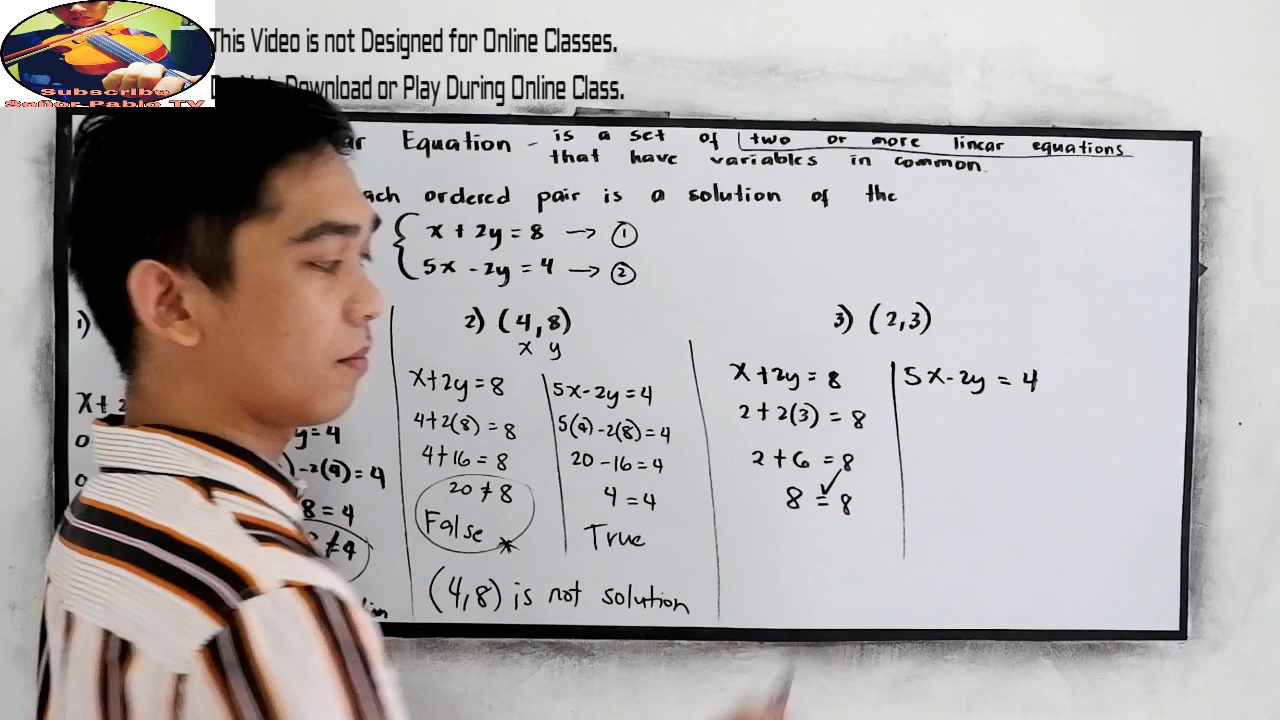 This Video is not Designed for Online Classes.
Download or Play During Online Class.
Subscribe
Señor Pablo TV
Equation - is a set of two or more linear equations
that have variables in common.
ordered pair is a solution of the
x + 2y = 8 → ①
5x - 2y = 4 → ②
1)
y = 4
-2(4) = 4
8 = 4
≠ 4
2) (4,8)
x y
x + 2y = 8
4 + 2(8) = 8
4 + 16 = 8
20 ≠ 8
False
5x - 2y = 4
5(4) - 2(8) = 4
20 - 16 = 4
4 = 4
True
(4,8) is not solution
3) (2,3)
x + 2y = 8
2 + 2(3) = 8
2 + 6 = 8
8 = 8
5x - 2y = 4